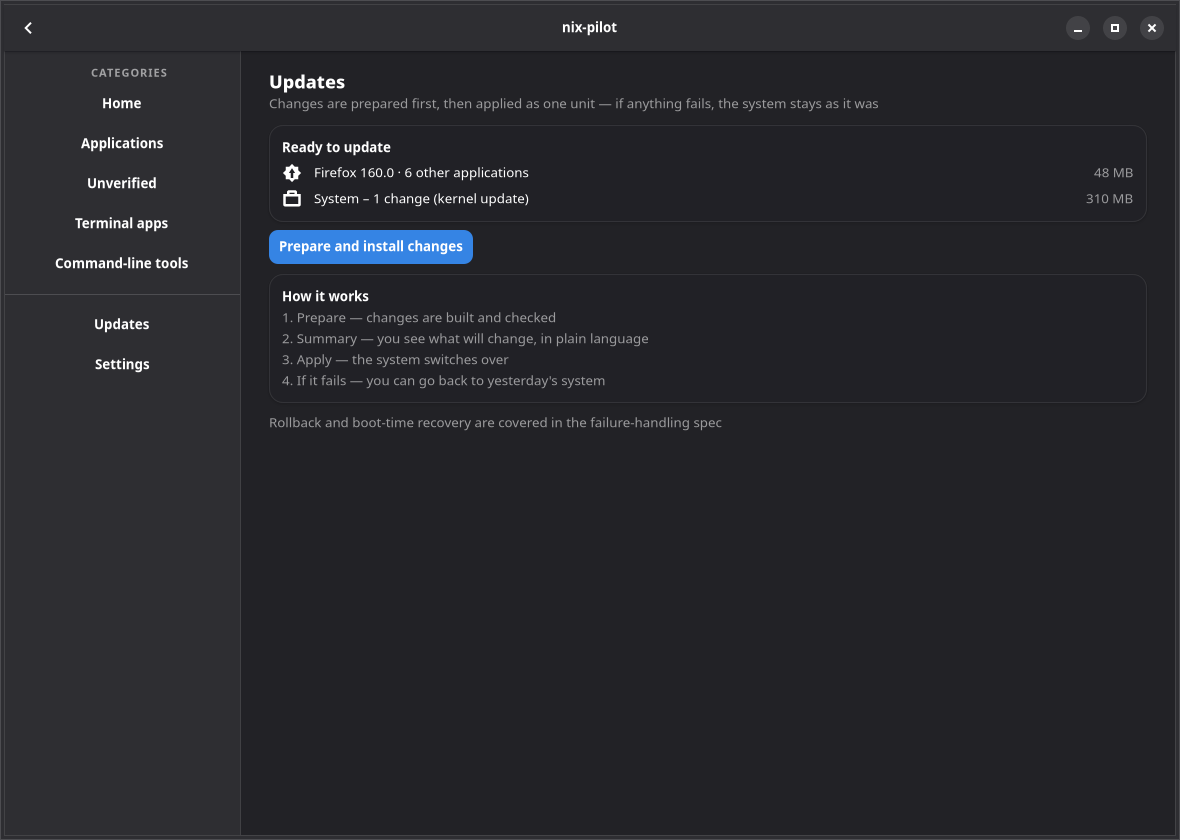 nix-pilot
CATEGORIES
Home
Applications
Unverified
Terminal apps
Command-line tools
Updates
Settings
Updates
Changes are prepared first, then applied as one unit — if anything fails, the system stays as it was
Ready to update
Firefox 160.0 · 6 other applications 48 MB
System – 1 change (kernel update) 310 MB
Prepare and install changes
How it works
1. Prepare — changes are built and checked
2. Summary — you see what will change, in plain language
3. Apply — the system switches over
4. If it fails — you can go back to yesterday's system
Rollback and boot-time recovery are covered in the failure-handling spec